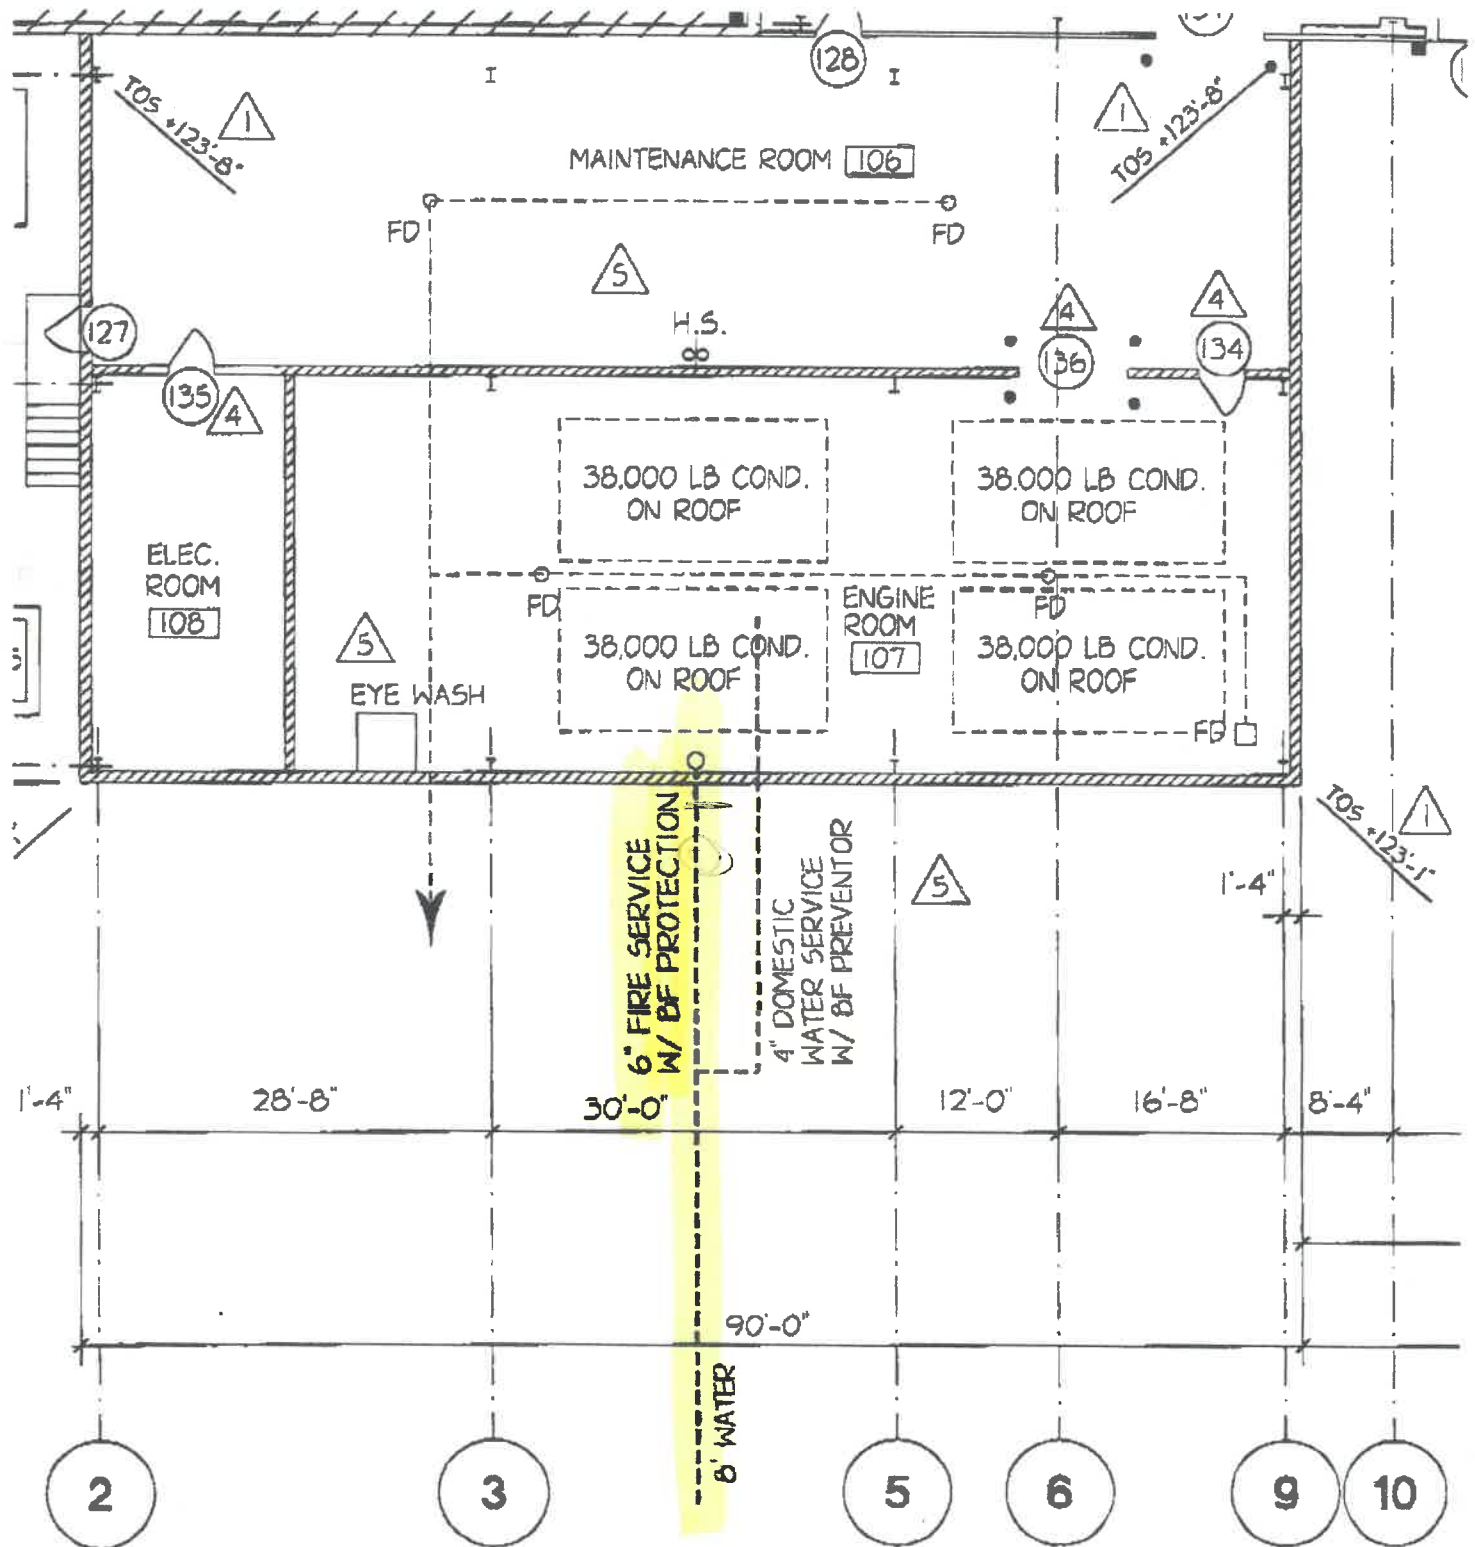 128
TOS +123'-8"
1
1
TOS +123'-8"
MAINTENANCE ROOM 106
FD
FD
5
H.S.
127
135
4
4
136
4
134
38,000 LB COND.
ON ROOF
38,000 LB COND.
ON ROOF
ELEC.
ROOM
108
FD
ENGINE
ROOM
107
FD
5
EYE WASH
38,000 LB COND.
ON ROOF
38,000 LB COND.
ON ROOF
FD
6" FIRE SERVICE
W/ BF PROTECTION
4" DOMESTIC
WATER SERVICE
W/ BF PREVENTOR
5
1'-4"
TOS +123'-1"
1
1'-4"
28'-8"
30'-0"
12'-0"
16'-8"
8'-4"
90'-0"
8' WATER
2
3
5
6
9
10